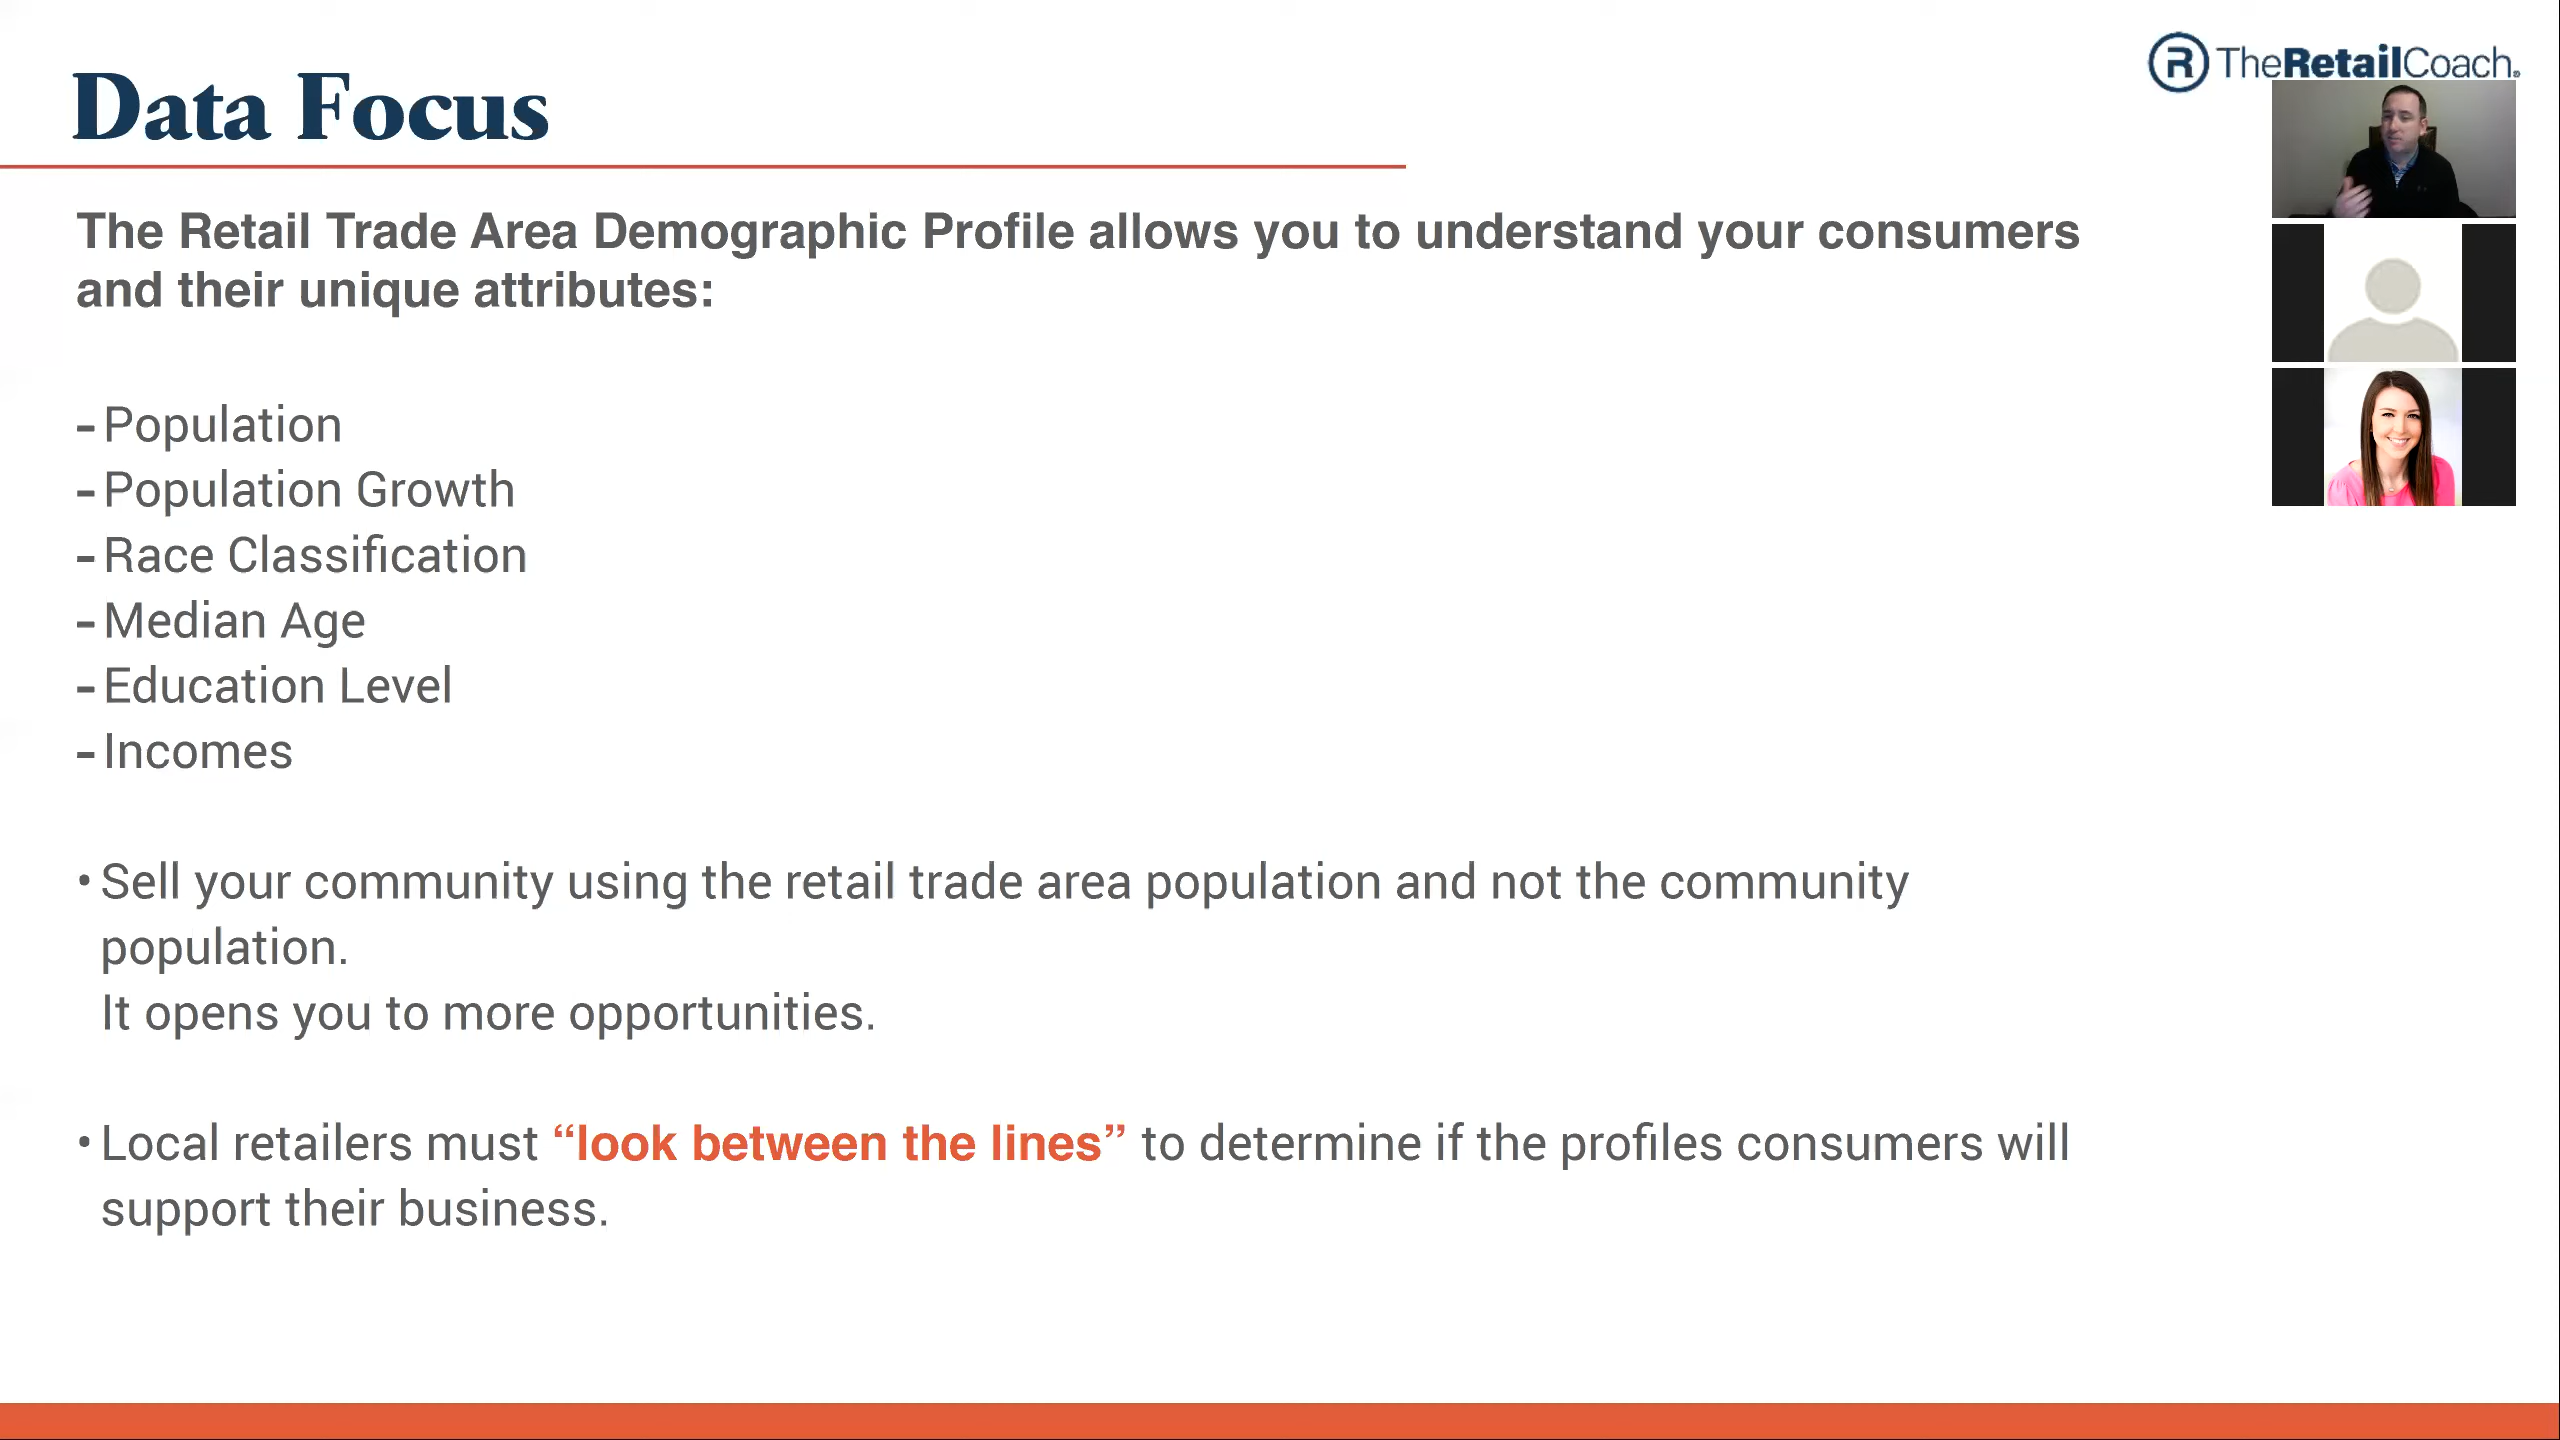 Data Focus
TheRetailCoach.
The Retail Trade Area Demographic Profile allows you to understand your consumers
and their unique attributes:
-Population
-Population Growth
-Race Classification
-Median Age
-Education Level
-Incomes
•Sell your community using the retail trade area population and not the community
population.
It opens you to more opportunities.
•Local retailers must “look between the lines” to determine if the profiles consumers will
support their business.